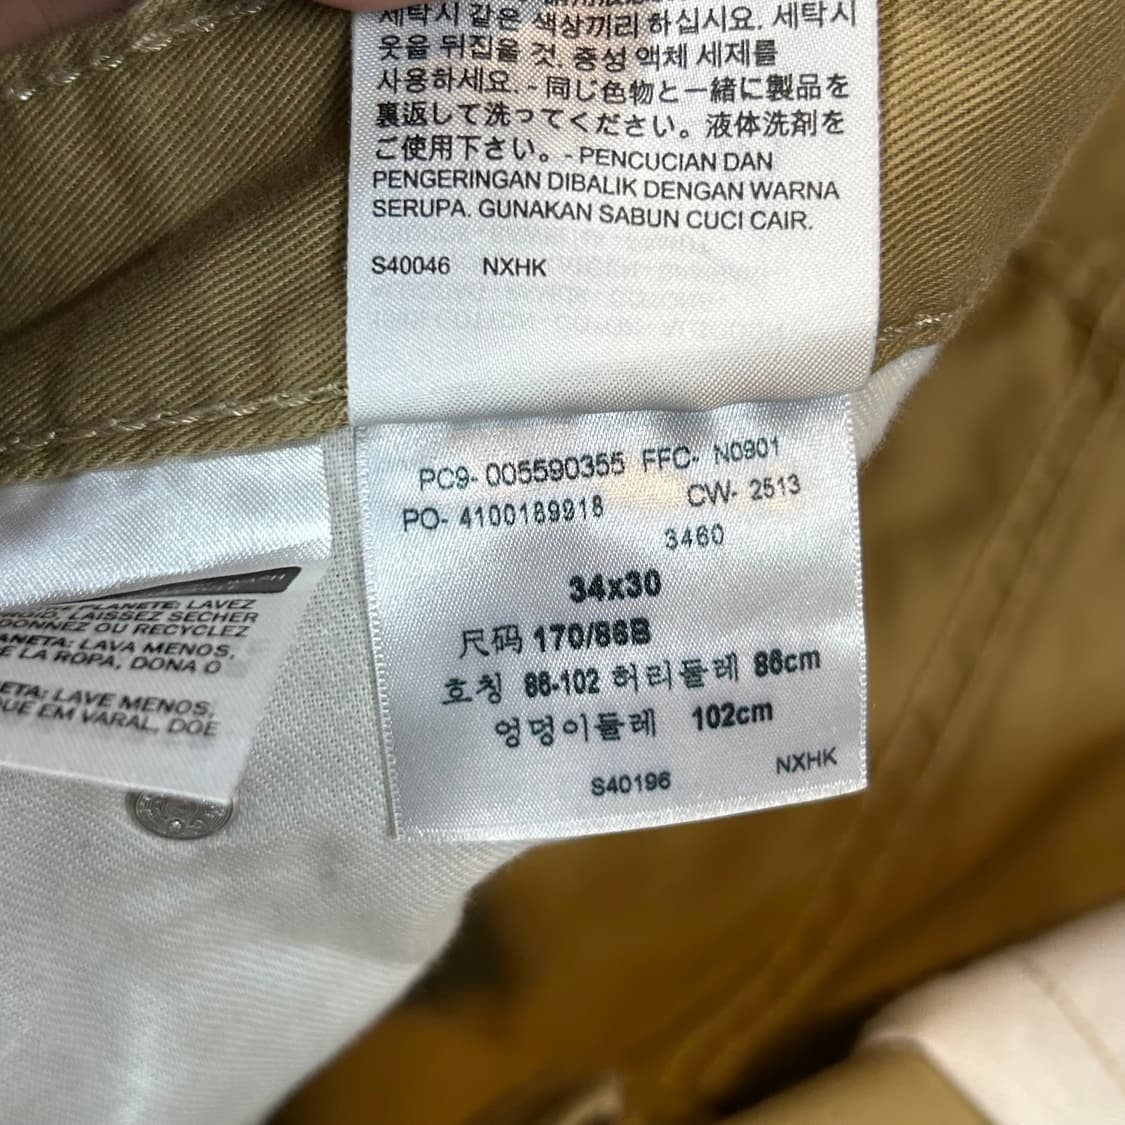 세탁시 같은 색상끼리 하십시요. 세탁시
옷을 뒤집을 것. 중성 액체 세제를
사용하세요. - 同じ色物と一緒に製品を
裏返して洗ってください。液体洗剤を
ご使用下さい。- PENCUCIAN DAN
PENGERINGAN DIBALIK DENGAN WARNA
SERUPA. GUNAKAN SABUN CUCI CAIR.
S40046 NXHK
PC9- 005590355 FFC- N0901
PO- 4100189918 CW- 2513
3460
34x30
尺码 170/86B
호칭 86-102 허리둘레 86cm
엉덩이둘레 102cm
S40196 NXHK
WASH
PLANETE: LAVEZ
LAISSEZ SECHER
DONNEZ OU RECYCLEZ
LAVA MENOS,
E LA ROPA, DONA O
LAVE MENOS,
EM VARAL, DOE